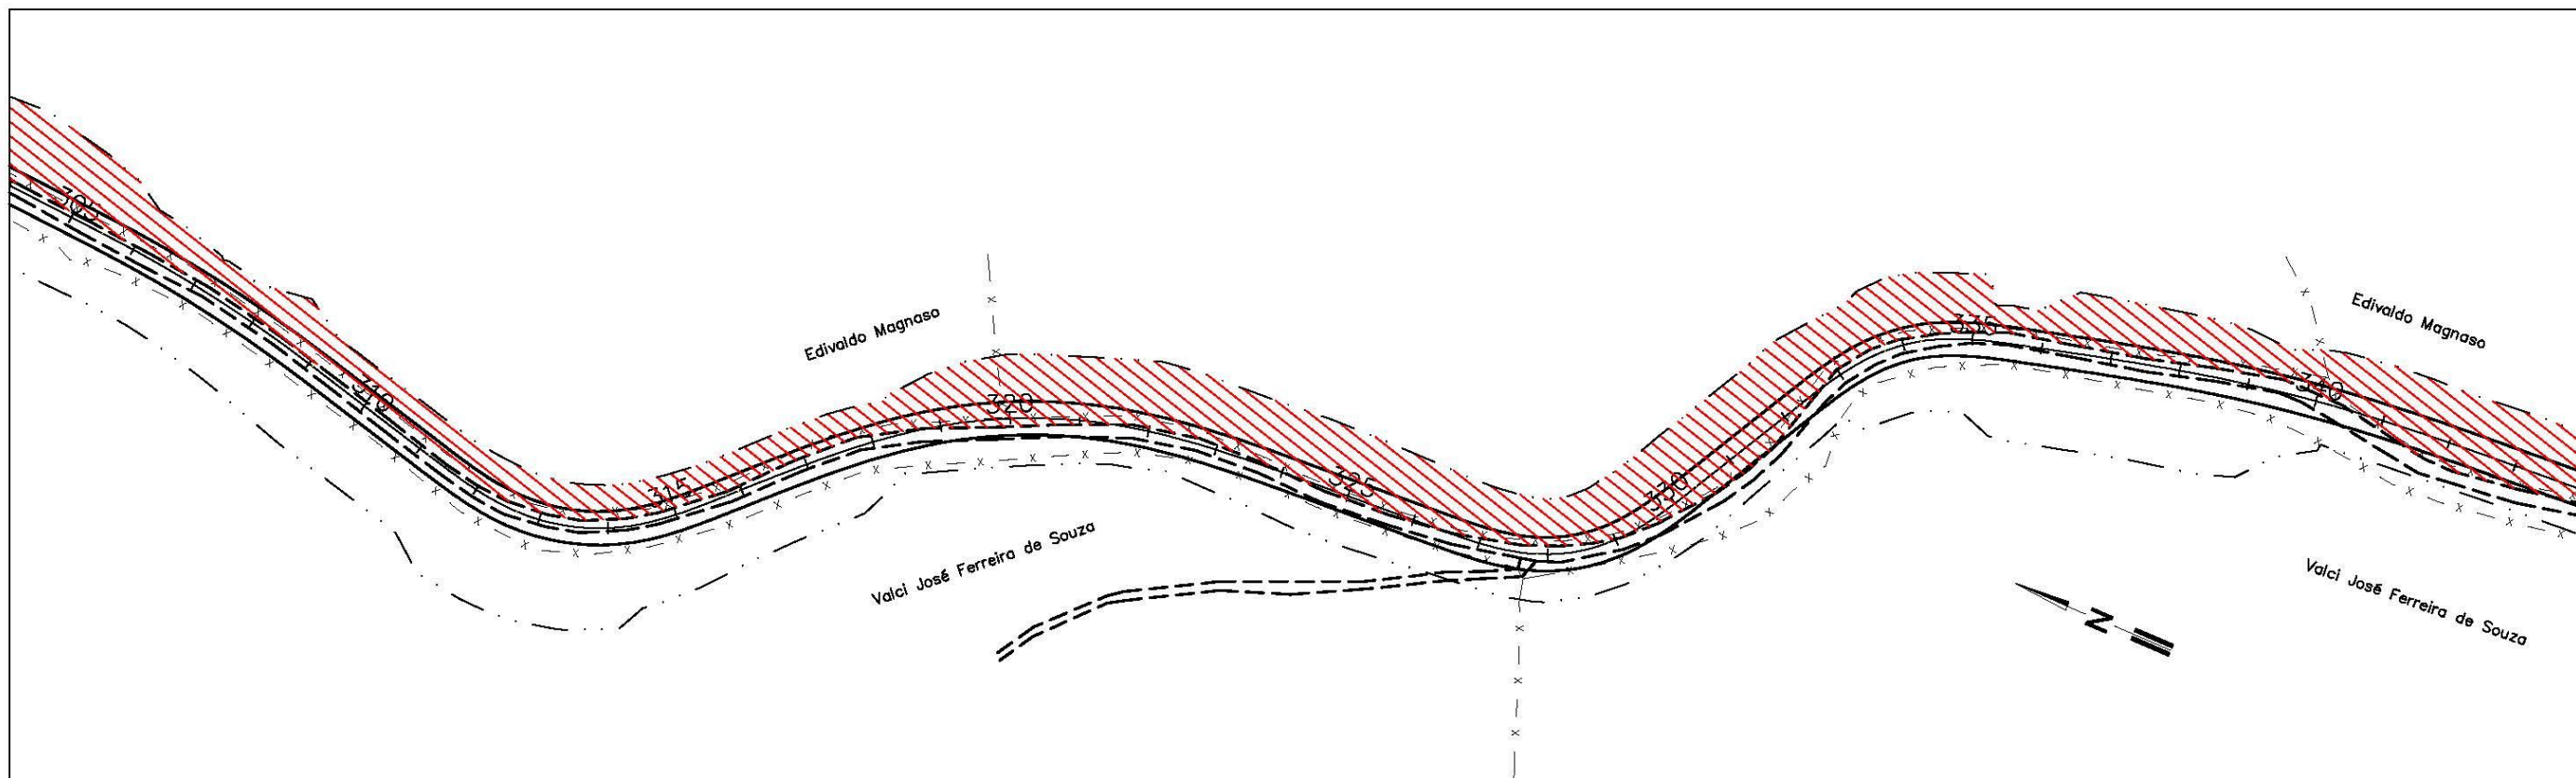 305
310
Edivaldo Magnaso
315
320
Valci José Ferreira de Souza
325
330
335
340
Edivaldo Magnaso
Valci José Ferreira de Souza
N